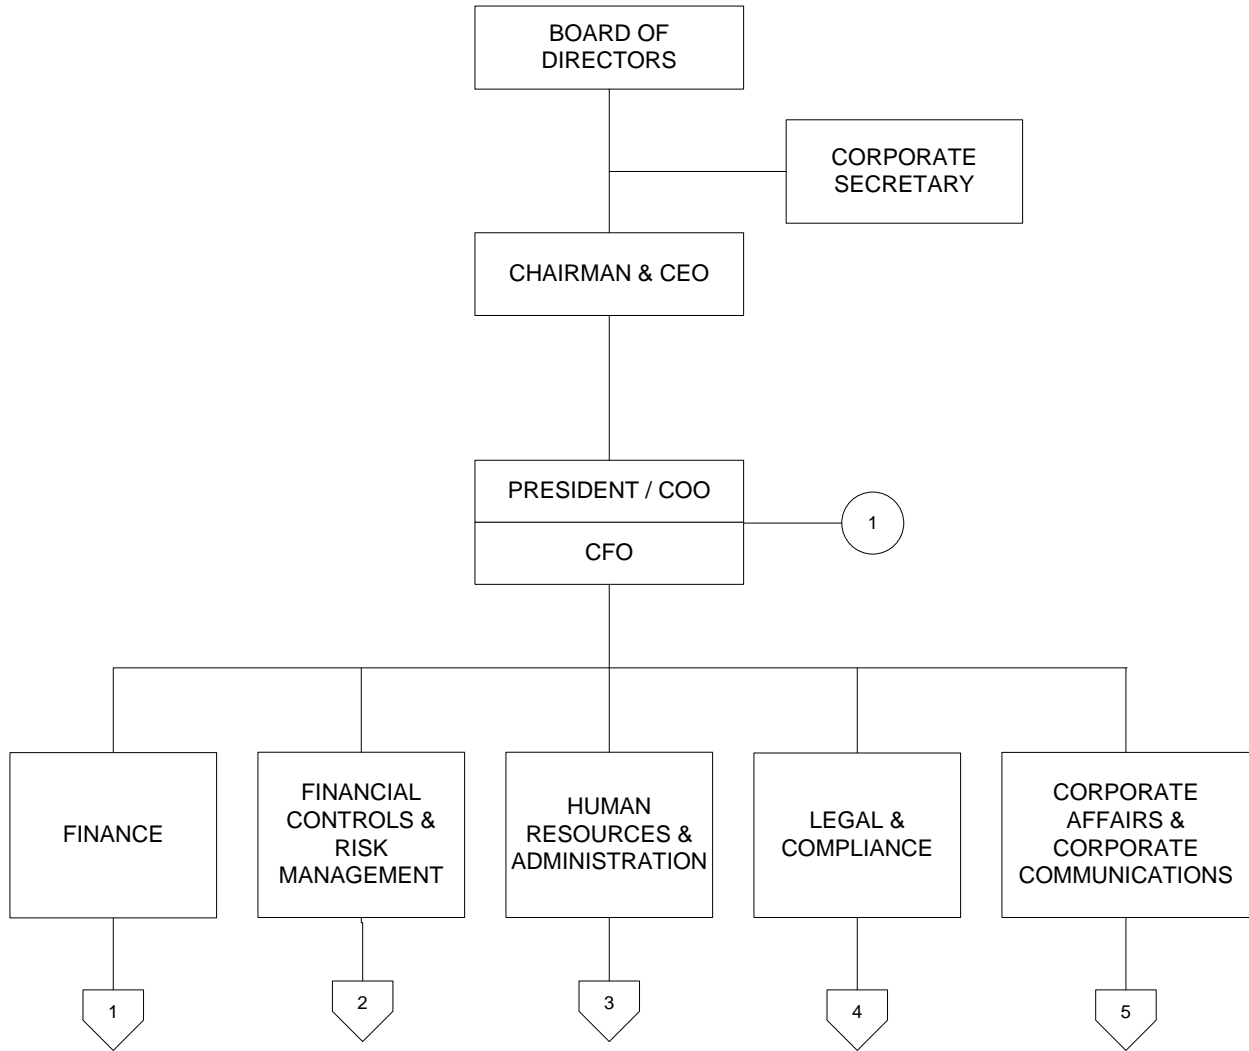 BOARD OF
DIRECTORS
CORPORATE
SECRETARY
CHAIRMAN & CEO
PRESIDENT / COO
1
CFO
FINANCE
FINANCIAL
CONTROLS &
RISK
MANAGEMENT
HUMAN
RESOURCES &
ADMINISTRATION
LEGAL &
COMPLIANCE
CORPORATE
AFFAIRS &
CORPORATE
COMMUNICATIONS
1
2
3
4
5